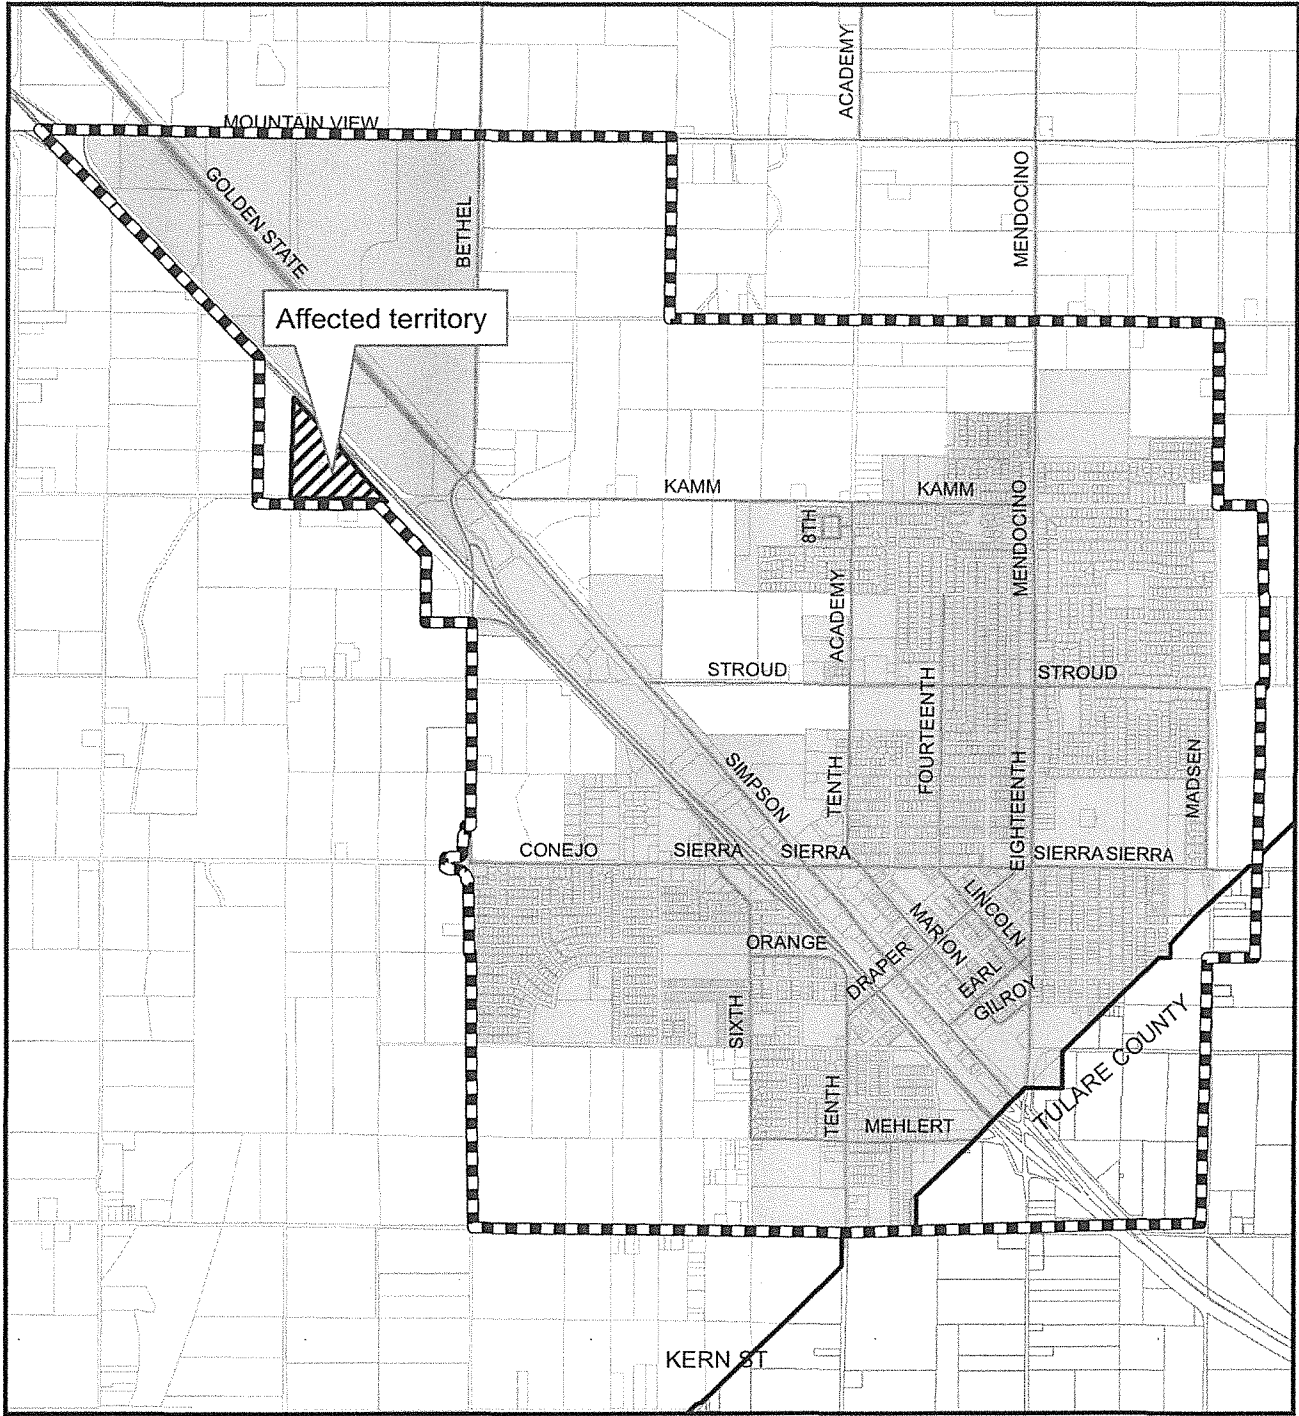 ACADEMY
MOUNTAIN VIEW
MENDOCINO
GOLDEN STATE
BETHEL
Affected territory
KAMM
KAMM
MENDOCINO
8TH
ACADEMY
STROUD
STROUD
FOURTEENTH
SIMPSON
TENTH
EIGHTEENTH
MADSEN
CONEJO
SIERRA
SIERRA
SIERRA SIERRA
LINCOLN
MARION
ORANGE
DRAPER
EARL
GILROY
SIXTH
TULARE COUNTY
TENTH
MEHLERT
KERN ST